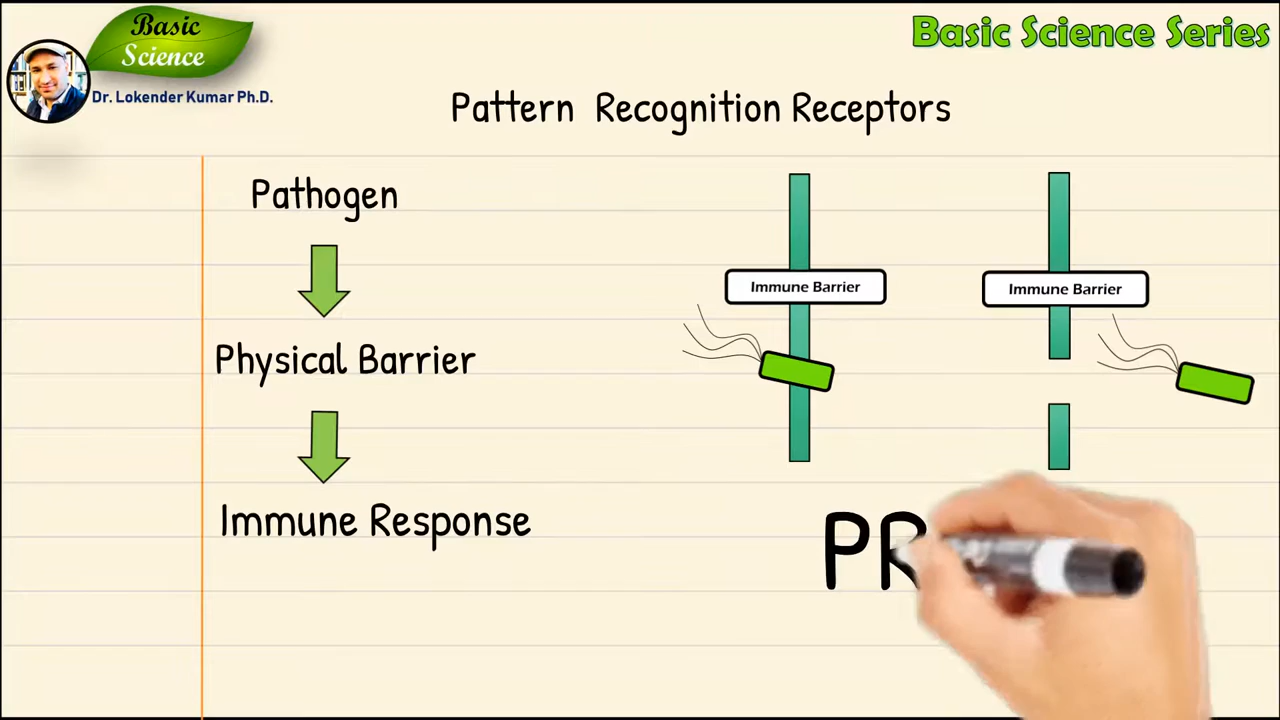 Basic
Science
Dr. Lokender Kumar Ph.D.
Basic Science Series
Pattern Recognition Receptors
Pathogen
Physical Barrier
Immune Response
Immune Barrier
Immune Barrier
PR